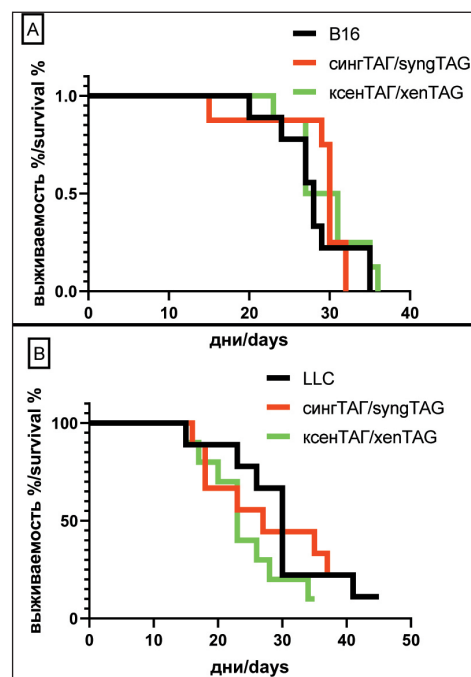 A
B16
сингТАГ/syngTAG
ксенТАГ/xenTAG
выживаемость %/survival %
1.0
0.5
0.0
0 10 20 30 40
дни/days
B
LLC
сингТАГ/syngTAG
ксенТАГ/xenTAG
выживаемость %/survival %
100
50
0
0 10 20 30 40 50
дни/days